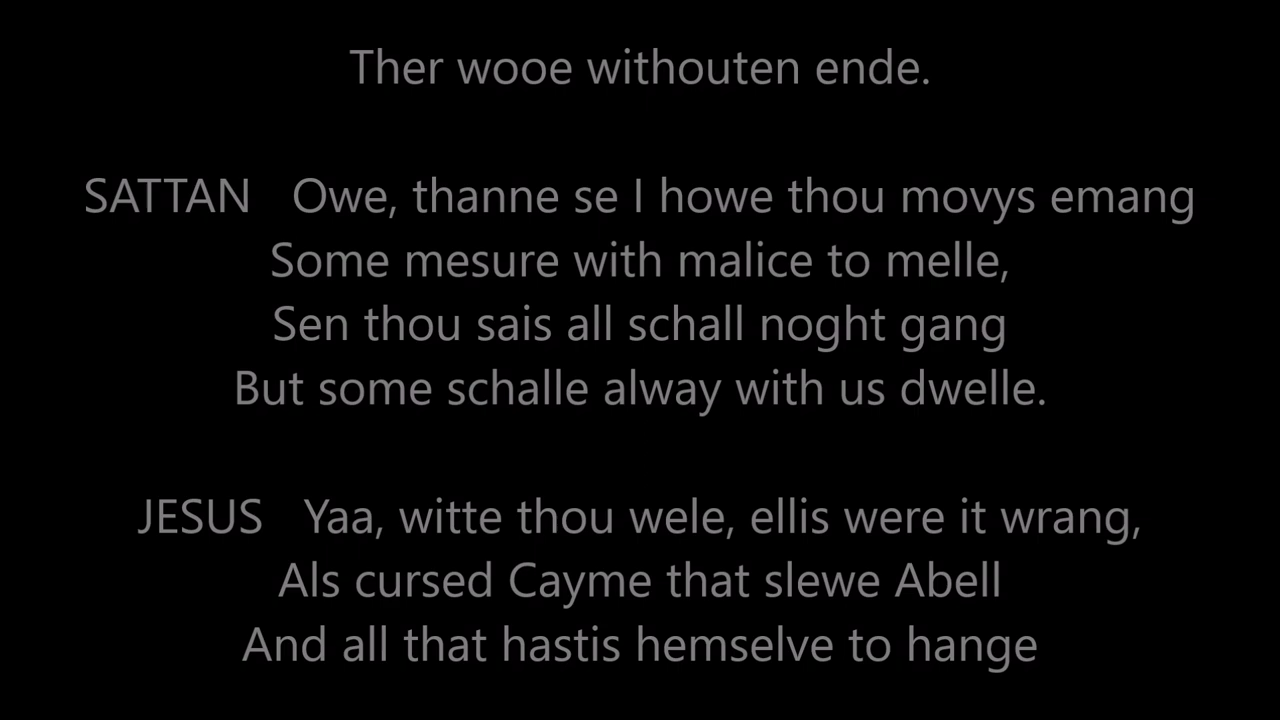 Ther wooe withouten ende.
SATTAN Owe, thanne se I howe thou movys emang
Some mesure with malice to melle,
Sen thou sais all schall noght gang
But some schalle alway with us dwelle.
JESUS Yaa, witte thou wele, ellis were it wrang,
Als cursed Cayme that slewe Abell
And all that hastis hemselve to hange